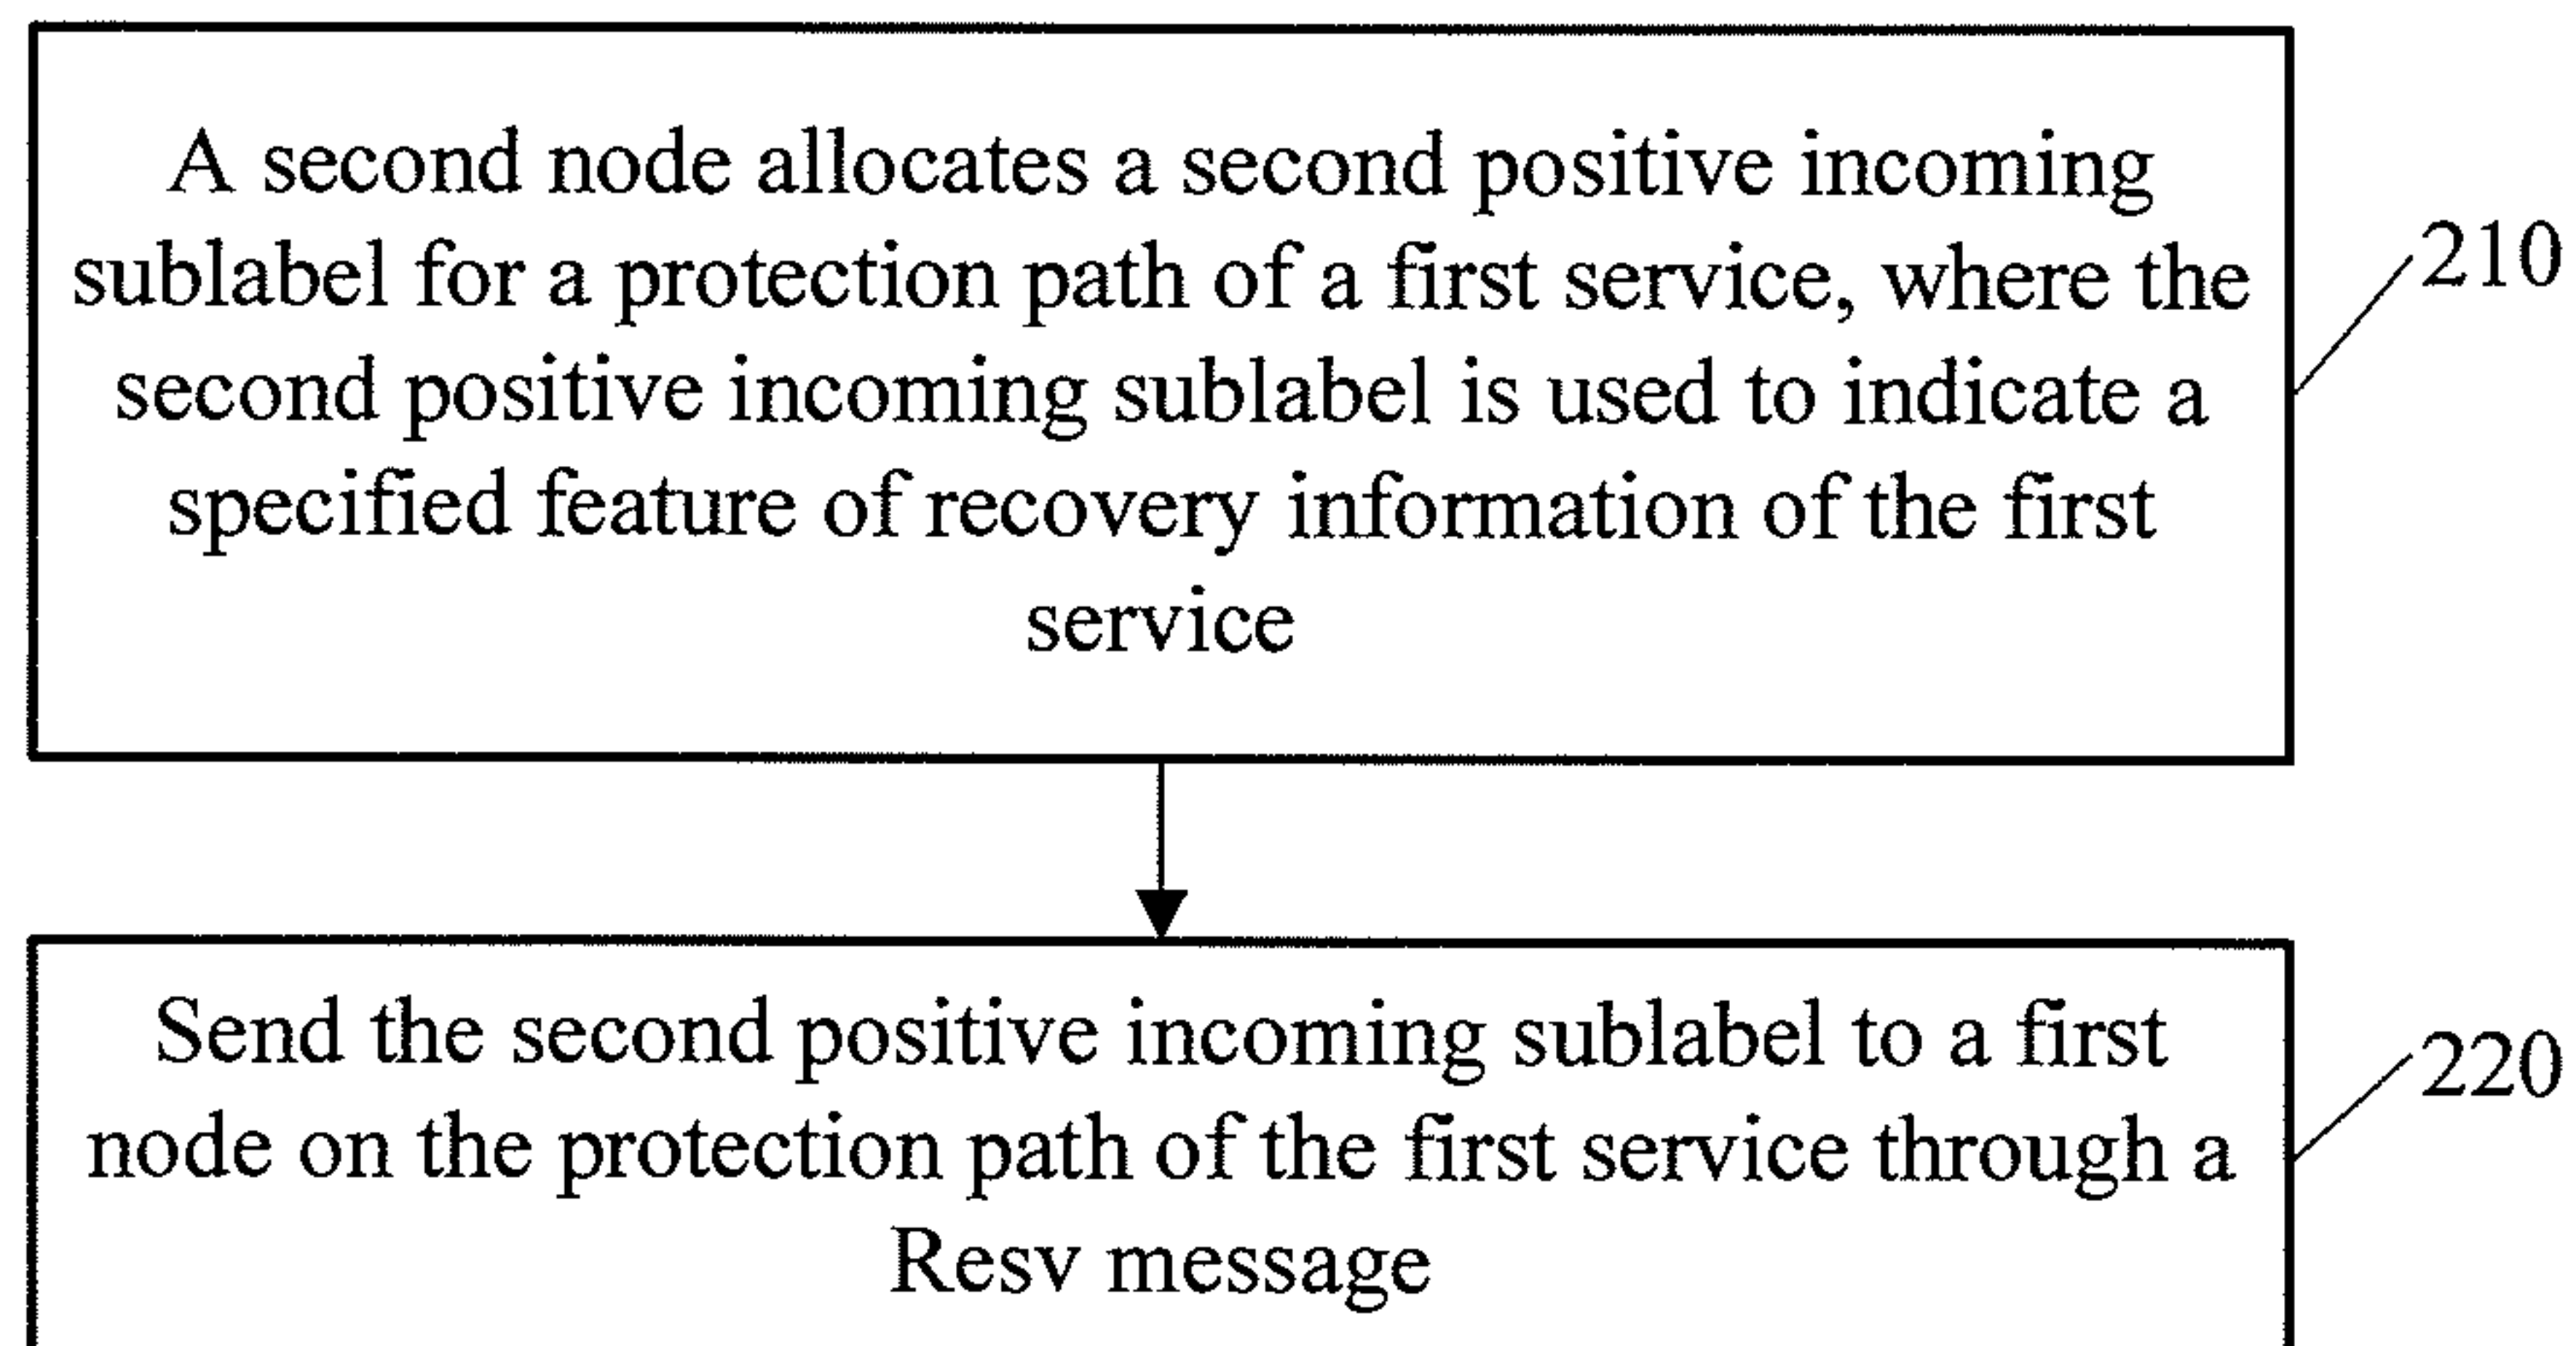 A second node allocates a second positive incoming
sublabel for a protection path of a first service, where the
second positive incoming sublabel is used to indicate a
specified feature of recovery information of the first
service
210
Send the second positive incoming sublabel to a first
node on the protection path of the first service through a
Resv message
220